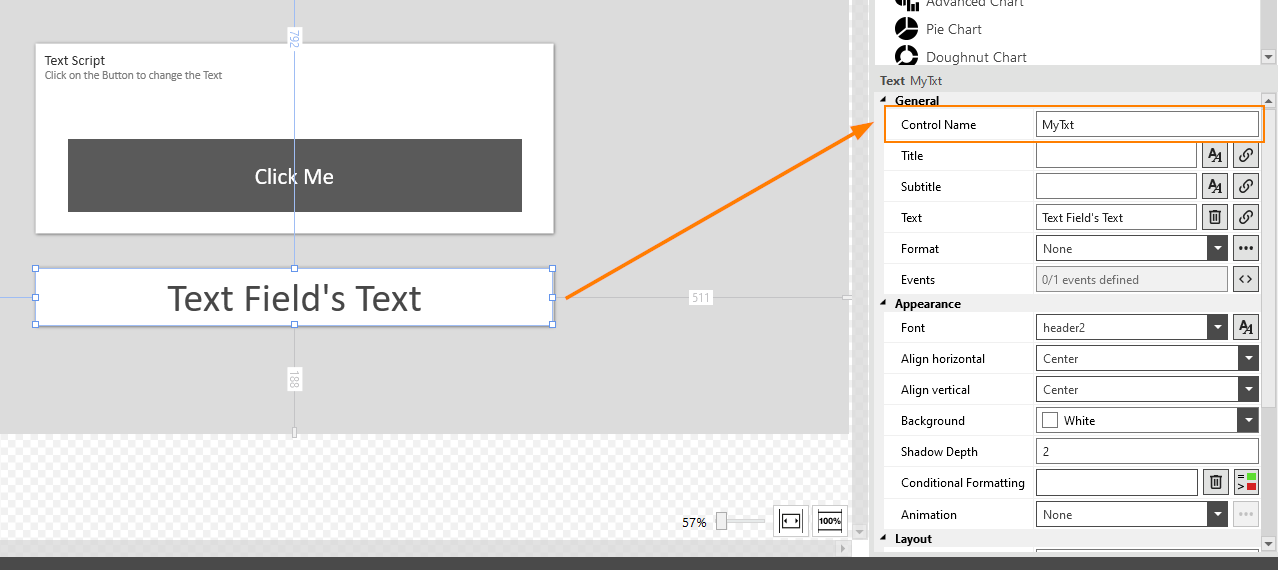 792
Text Script
Click on the Button to change the Text
Click Me
Text Field's Text
511
188
57%
100%
Advanced Chart
Pie Chart
Doughnut Chart
Text MyTxt
General
Control Name MyTxt
Title
Subtitle
Text Text Field's Text
Format None
Events 0/1 events defined
Appearance
Font header2
Align horizontal Center
Align vertical Center
Background White
Shadow Depth 2
Conditional Formatting
Animation None
Layout